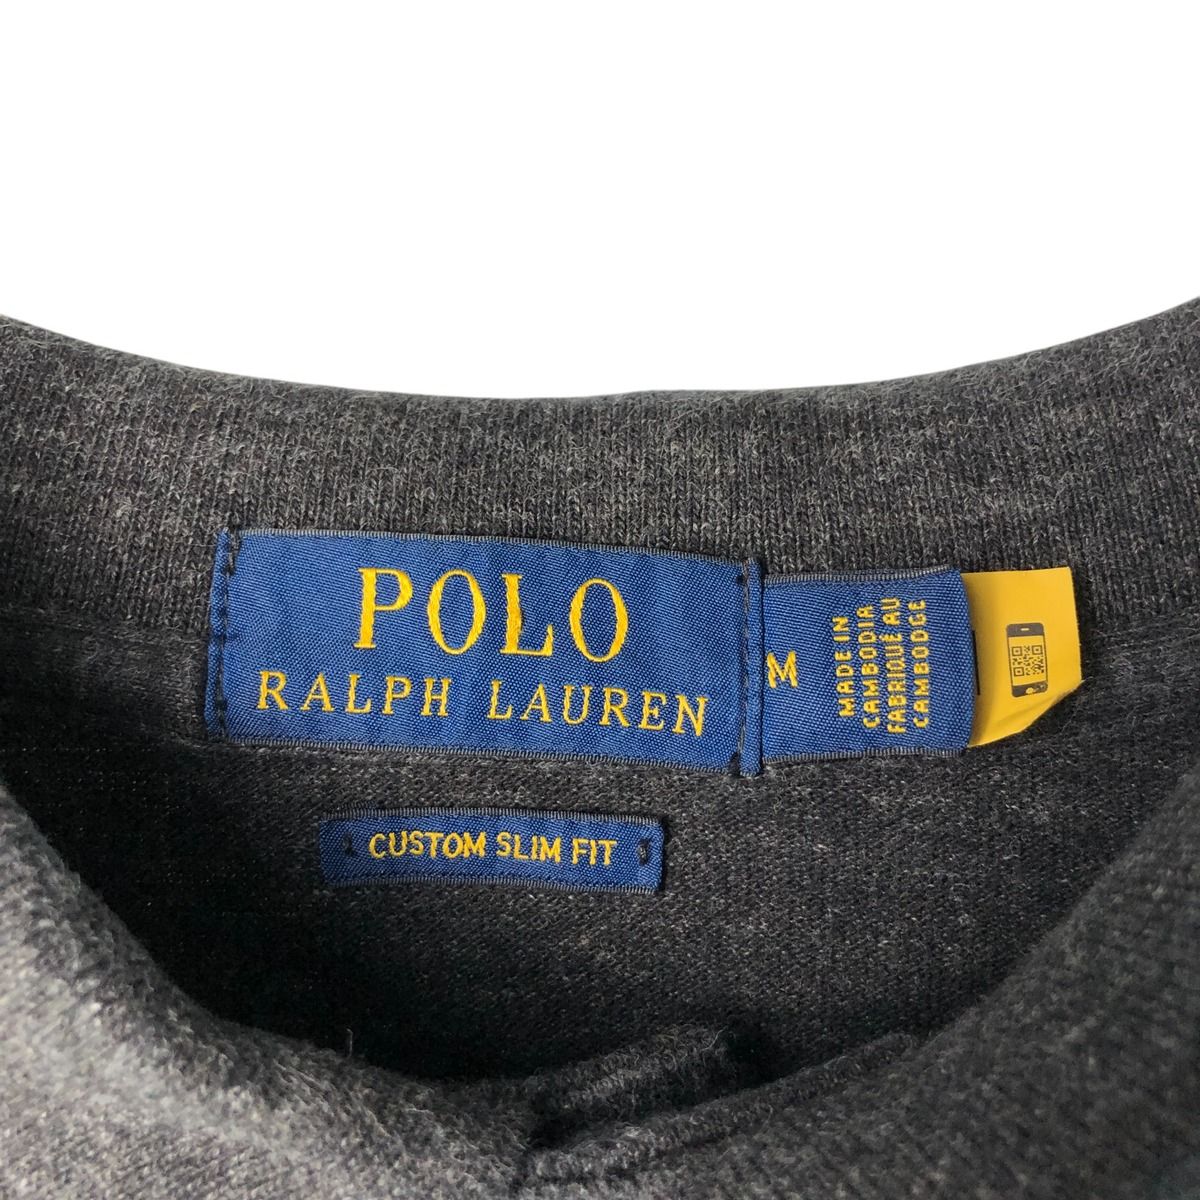 POLO
RALPH LAUREN
M
MADE IN
CAMBODIA
FABRIQUÉ AU
CAMBODGE
CUSTOM SLIM FIT